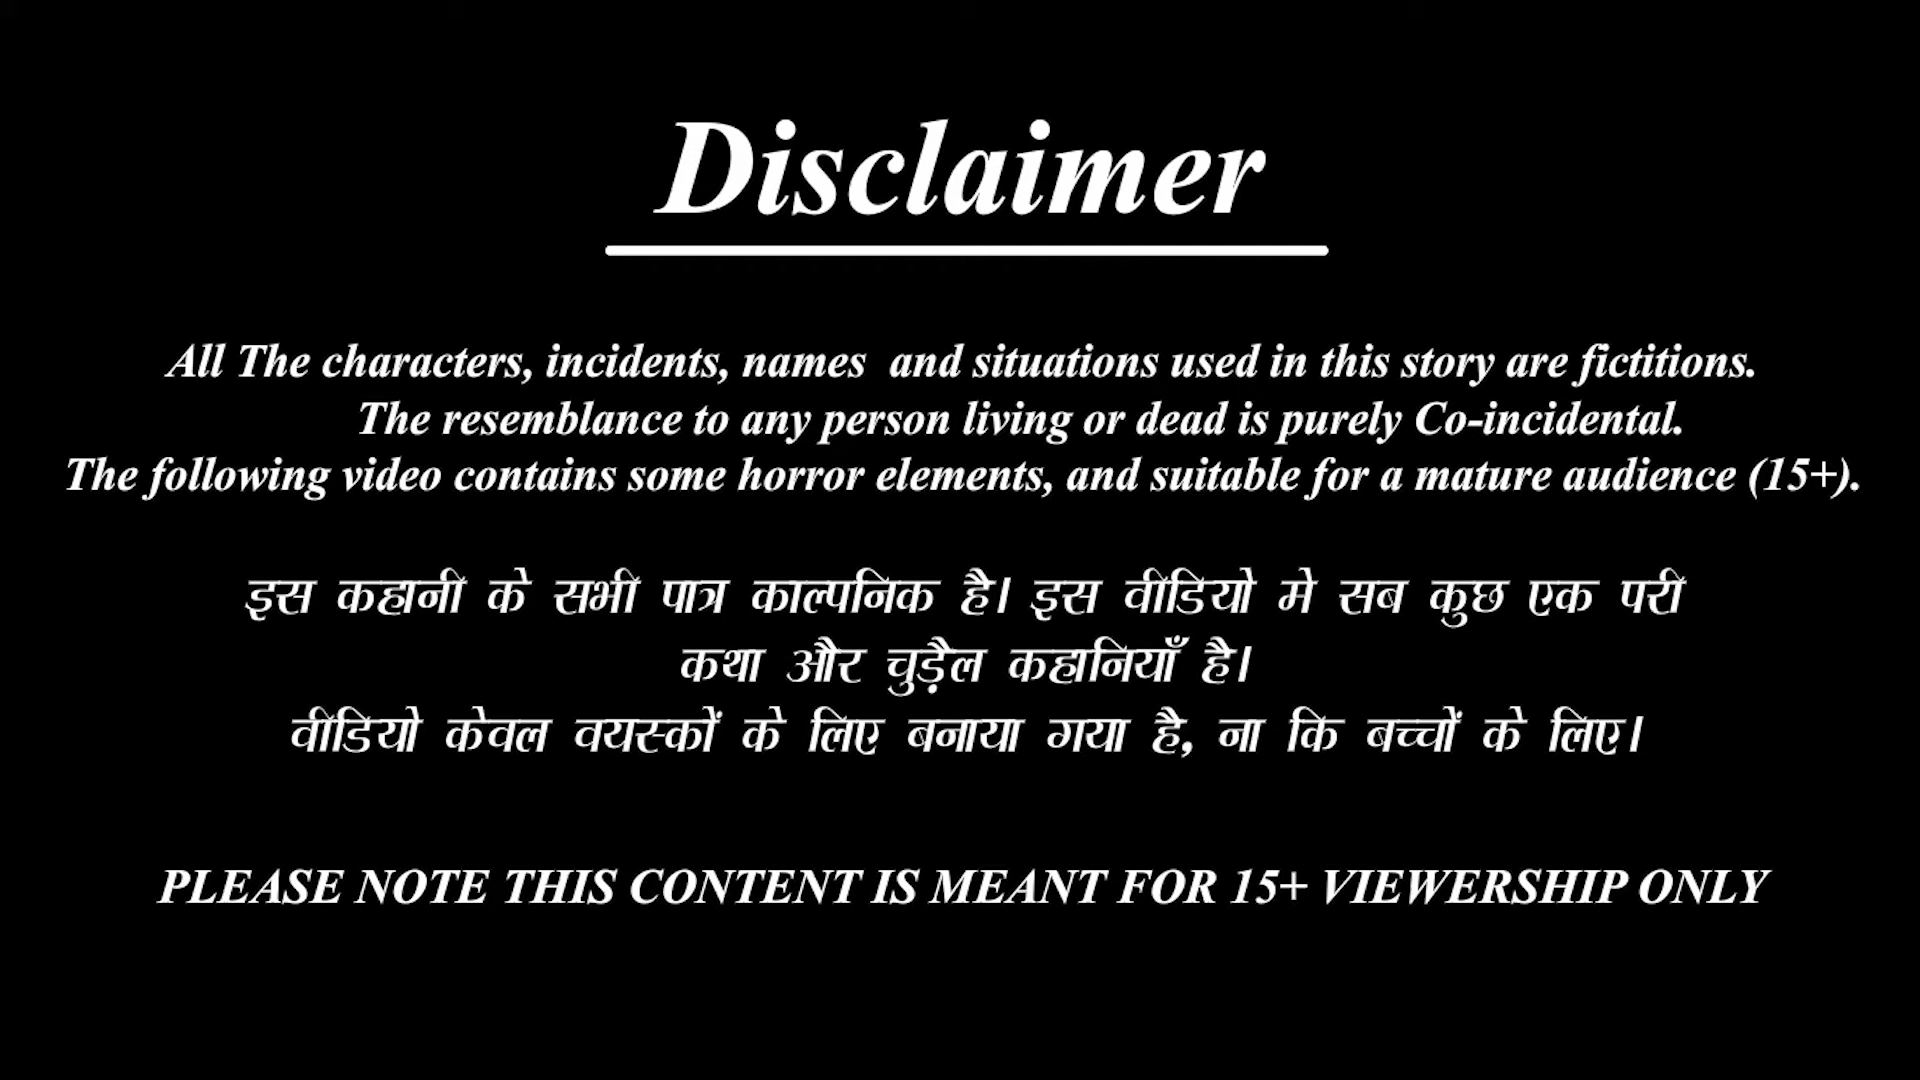 Disclaimer
All The characters, incidents, names and situations used in this story are fictitions.
The resemblance to any person living or dead is purely Co-incidental.
The following video contains some horror elements, and suitable for a mature audience (15+).
इस कहानी के सभी पात्र काल्पनिक है। इस वीडियो मे सब कुछ एक परी
कथा और चुड़ैल कहानियाँ है।
वीडियो केवल वयस्कों के लिए बनाया गया है, ना कि बच्चों के लिए।
PLEASE NOTE THIS CONTENT IS MEANT FOR 15+ VIEWERSHIP ONLY